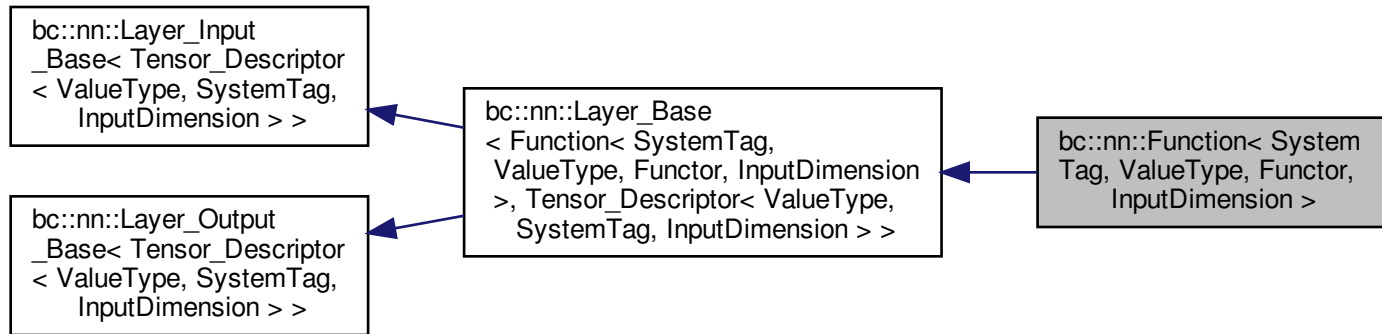 bc::nn::Layer_Input
_Base< Tensor_Descriptor
< ValueType, SystemTag,
InputDimension > >
bc::nn::Layer_Output
_Base< Tensor_Descriptor
< ValueType, SystemTag,
InputDimension > >
bc::nn::Layer_Base
< Function< SystemTag,
ValueType, Functor, InputDimension
>, Tensor_Descriptor< ValueType,
SystemTag, InputDimension > >
bc::nn::Function< System
Tag, ValueType, Functor,
InputDimension >